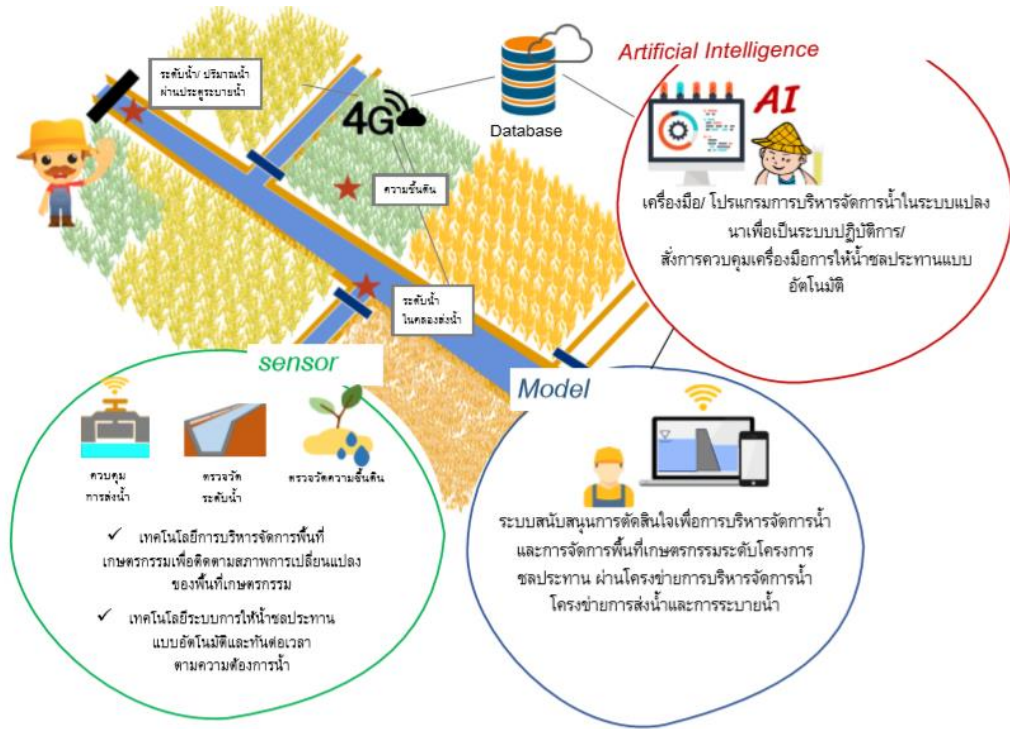 Artificial Intelligence
ระดับน้ำ/ ปริมาณน้ำ
ผ่านประตูระบายน้ำ
4G
Database
AI
ความชื้นดิน
เครื่องมือ/ โปรแกรมการบริหารจัดการน้ำในระบบแปลง
นาเพื่อเป็นระบบปฏิบัติการ/
สั่งการควบคุมเครื่องมือการให้น้ำชลประทานแบบ
อัตโนมัติ
ระดับน้ำ
ในคลองส่งน้ำ
sensor
ควบคุม
การส่งน้ำ
ตรวจวัด
ระดับน้ำ
ตรวจวัดความชื้นดิน
✓ เทคโนโลยีการบริหารจัดการพื้นที่
เกษตรกรรมเพื่อติดตามสภาพการเปลี่ยนแปลง
ของพื้นที่เกษตรกรรม
✓ เทคโนโลยีระบบการให้น้ำชลประทาน
แบบอัตโนมัติและทันต่อเวลา
ตามความต้องการน้ำ
Model
ระบบสนับสนุนการตัดสินใจเพื่อการบริหารจัดการน้ำ
และการจัดการพื้นที่เกษตรกรรมระดับโครงการ
ชลประทาน ผ่านโครงข่ายการบริหารจัดการน้ำ
โครงข่ายการส่งน้ำและการระบายน้ำ